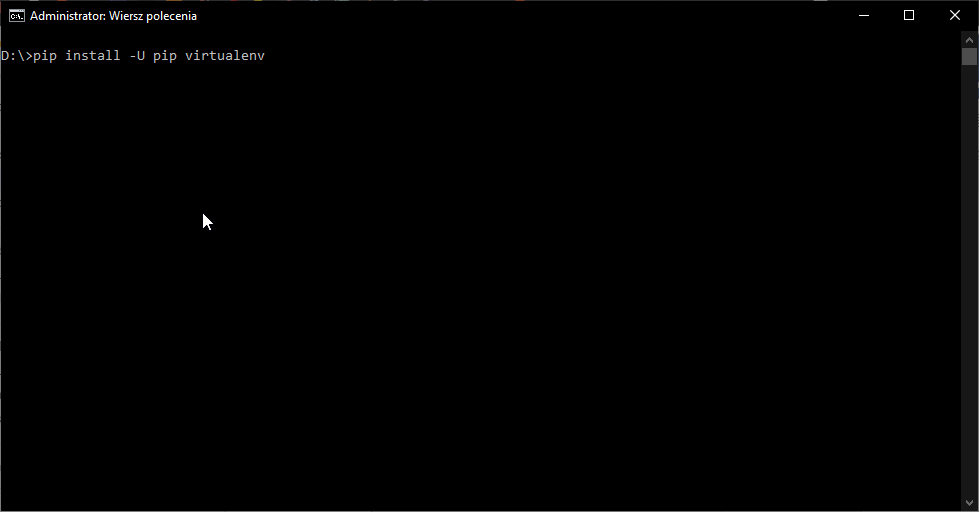 Administrator: Wiersz polecenia
D:\>pip install -U pip virtualenv